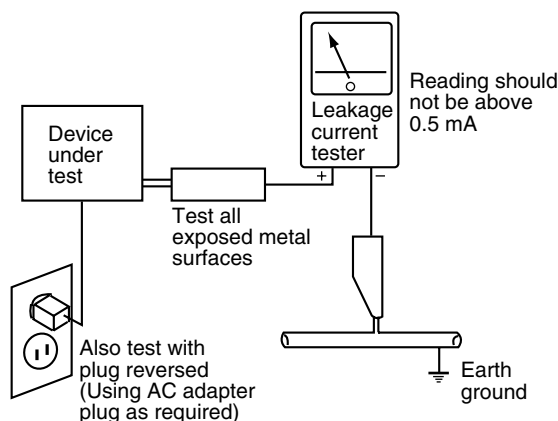 Device
under
test
Leakage
current
tester
+ −
Reading should
not be above
0.5 mA
Test all
exposed metal
surfaces
Also test with
plug reversed
(Using AC adapter
plug as required)
Earth
ground